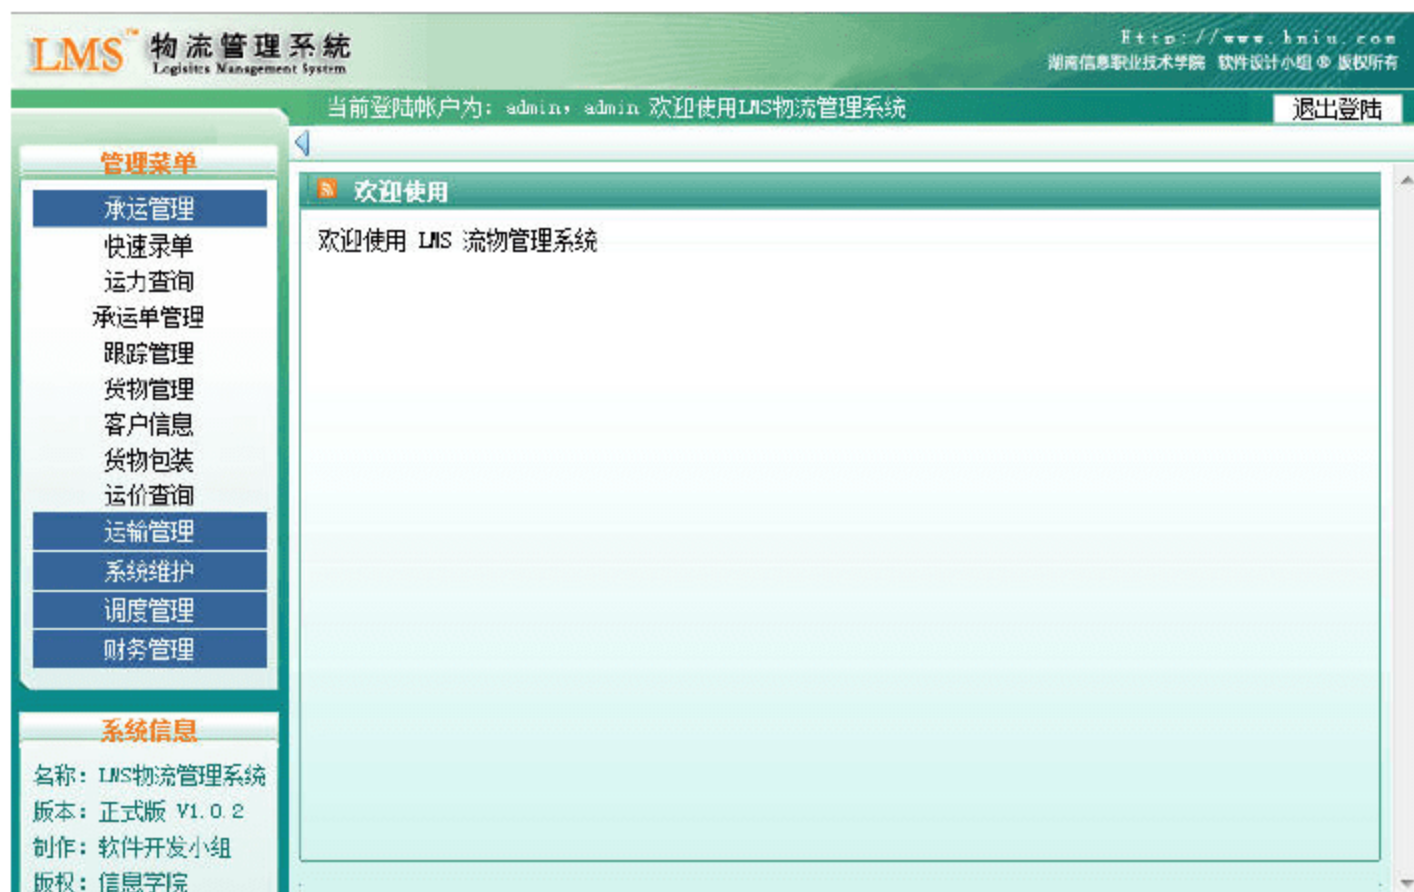 LMS™ 物流管理系统
Logisitcs Management System
Http://www.hniu.com
湖南信息职业技术学院 软件设计小组 ® 版权所有
当前登陆帐户为：admin，admin 欢迎使用LMS物流管理系统
退出登陆
管理菜单
承运管理
快速录单
运力查询
承运单管理
跟踪管理
货物管理
客户信息
货物包装
运价查询
运输管理
系统维护
调度管理
财务管理
系统信息
名称：LMS物流管理系统
版本：正式版 V1.0.2
制作：软件开发小组
版权：信息学院
欢迎使用
欢迎使用 LMS 流物管理系统